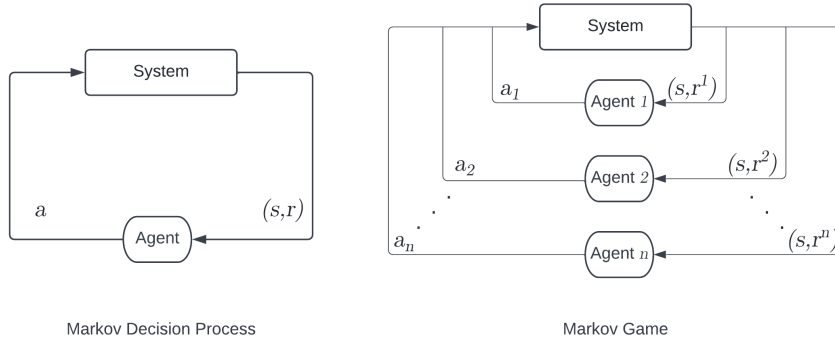 System
a
(s,r)
Agent
Markov Decision Process
System
a₁
Agent 1
(s,r¹)
a₂
Agent 2
(s,r²)
aₙ
Agent n
(s,rⁿ)
Markov Game